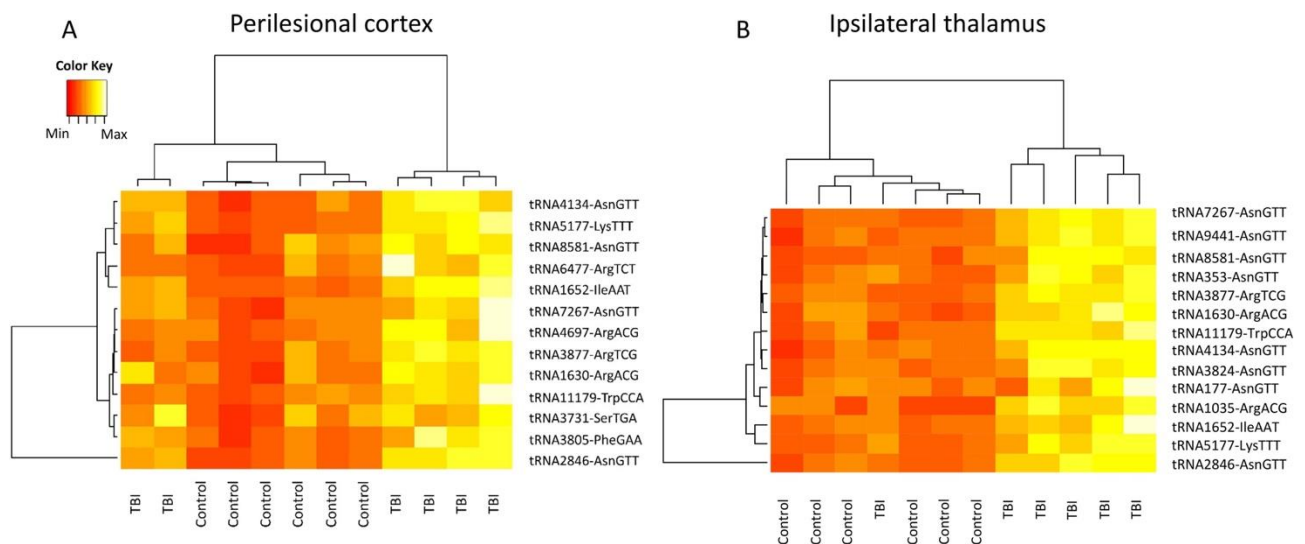 A
Perilesional cortex
Color Key
Min
Max
tRNA4134-AsnGTT
tRNA5177-LysTTT
tRNA8581-AsnGTT
tRNA6477-ArgTCT
tRNA1652-IleAAT
tRNA7267-AsnGTT
tRNA4697-ArgACG
tRNA3877-ArgTCG
tRNA1630-ArgACG
tRNA11179-TrpCCA
tRNA3731-SerTGA
tRNA3805-PheGAA
tRNA2846-AsnGTT
TBI
TBI
Control
Control
Control
Control
Control
Control
TBI
TBI
TBI
TBI
B
Ipsilateral thalamus
tRNA7267-AsnGTT
tRNA9441-AsnGTT
tRNA8581-AsnGTT
tRNA353-AsnGTT
tRNA3877-ArgTCG
tRNA1630-ArgACG
tRNA11179-TrpCCA
tRNA4134-AsnGTT
tRNA3824-AsnGTT
tRNA177-AsnGTT
tRNA1035-ArgACG
tRNA1652-IleAAT
tRNA5177-LysTTT
tRNA2846-AsnGTT
Control
Control
Control
TBI
Control
Control
Control
TBI
TBI
TBI
TBI
TBI